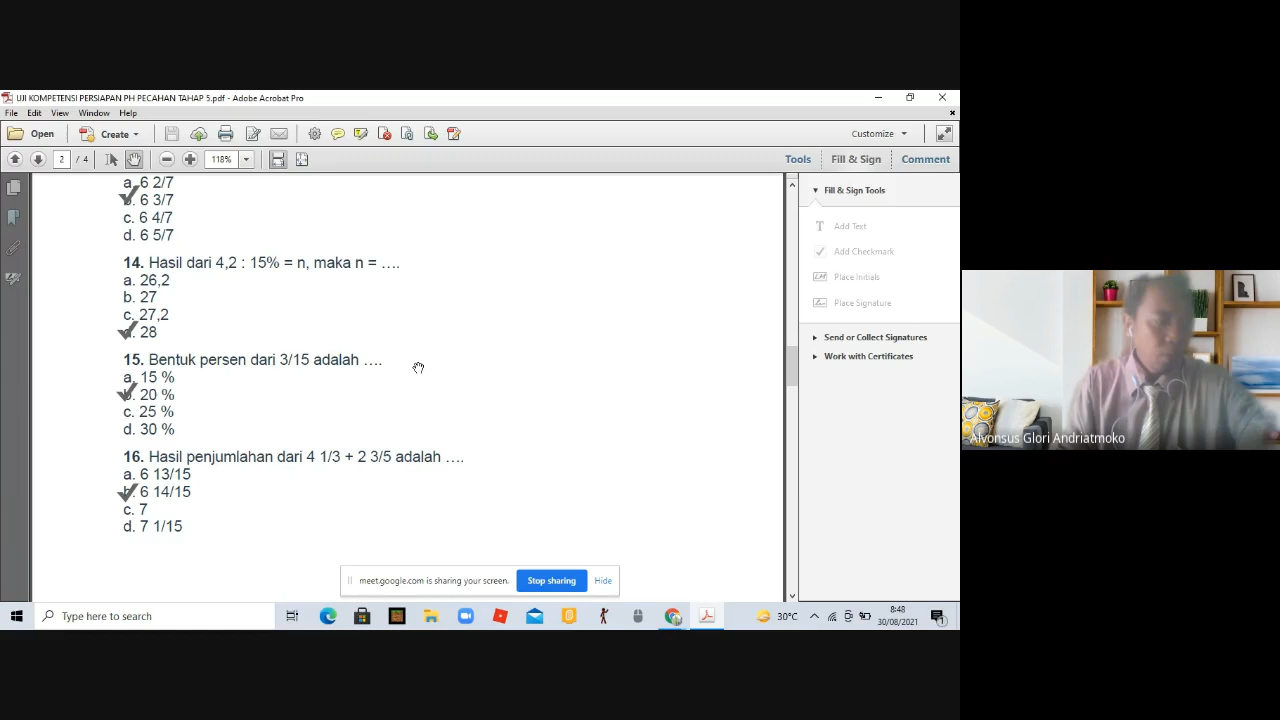 UJI KOMPETENSI PERSIAPAN PH PECAHAN TAHAP 5.pdf - Adobe Acrobat Pro
File Edit View Window Help
Open Create Customize
2 / 4 118% Tools Fill & Sign Comment
a. 6 2/7
b. 6 3/7
c. 6 4/7
d. 6 5/7
14. Hasil dari 4,2 : 15% = n, maka n = ….
a. 26,2
b. 27
c. 27,2
d. 28
15. Bentuk persen dari 3/15 adalah ….
a. 15 %
b. 20 %
c. 25 %
d. 30 %
16. Hasil penjumlahan dari 4 1/3 + 2 3/5 adalah ….
a. 6 13/15
b. 6 14/15
c. 7
d. 7 1/15
Fill & Sign Tools
Add Text
Add Checkmark
Place Initials
Place Signature
Send or Collect Signatures
Work with Certificates
Alvonsus Glori Andriatmoko
meet.google.com is sharing your screen. Stop sharing Hide
Type here to search
30°C
8:48
30/08/2021
1